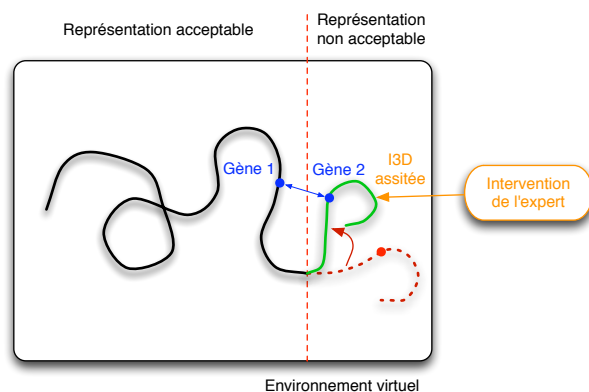 Représentation acceptable
Représentation
non acceptable
Gène 1
Gène 2
I3D
assitée
Intervention
de l'expert
Environnement virtuel